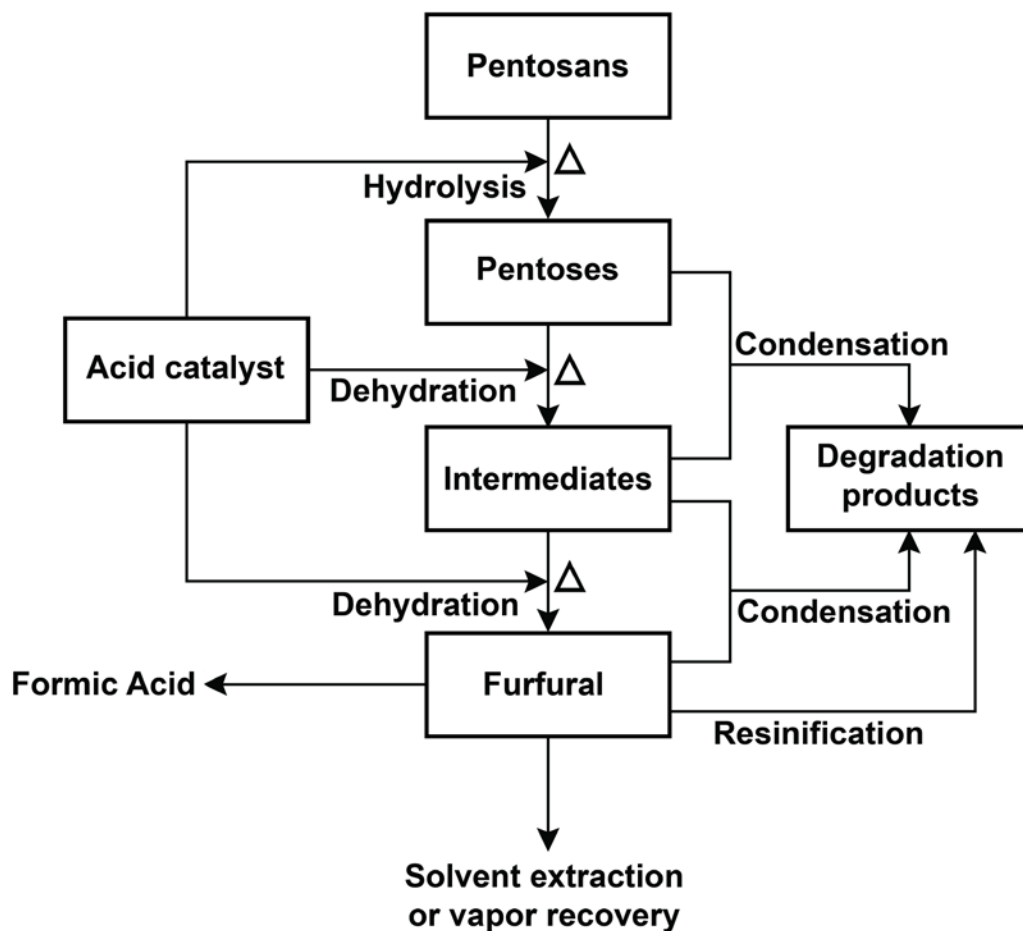 Pentosans
Δ
Hydrolysis
Pentoses
Condensation
Acid catalyst
Δ
Dehydration
Degradation
products
Intermediates
Δ
Dehydration
Condensation
Formic Acid
Furfural
Resinification
Solvent extraction
or vapor recovery